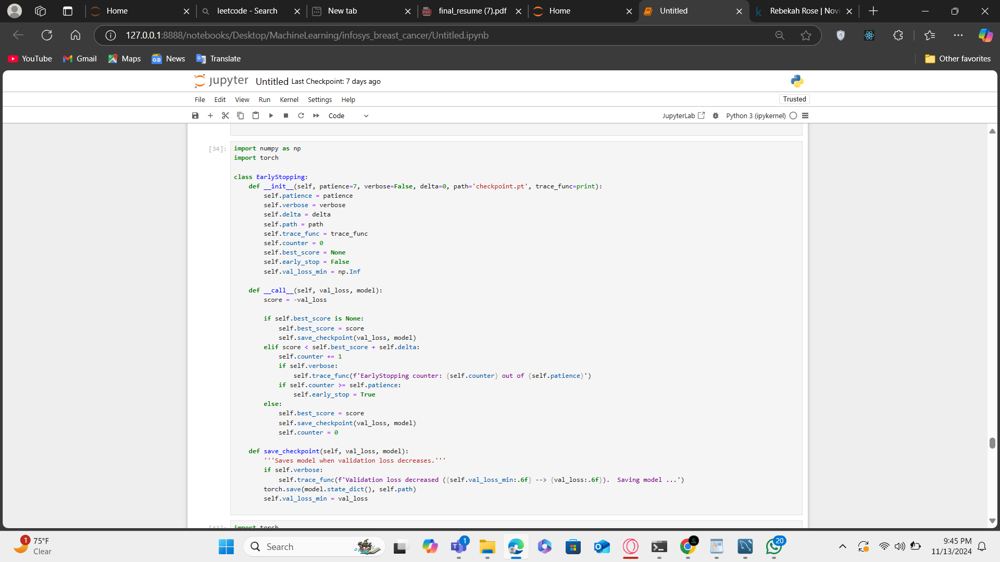 Home
leetcode - Search
New tab
final_resume (7).pdf
Home
Untitled
Rebekah Rose | Novi
127.0.0.1:8888/notebooks/Desktop/MachineLearning/infosys_breast_cancer/Untitled.ipynb
YouTube Gmail Maps News Translate Other favorites
jupyter Untitled Last Checkpoint: 7 days ago
File Edit View Run Kernel Settings Help Trusted
Code JupyterLab Python 3 (ipykernel)
[34]:
import numpy as np
import torch
class EarlyStopping:
    def __init__(self, patience=7, verbose=False, delta=0, path='checkpoint.pt', trace_func=print):
        self.patience = patience
        self.verbose = verbose
        self.delta = delta
        self.path = path
        self.trace_func = trace_func
        self.counter = 0
        self.best_score = None
        self.early_stop = False
        self.val_loss_min = np.Inf
    def __call__(self, val_loss, model):
        score = -val_loss
        if self.best_score is None:
            self.best_score = score
            self.save_checkpoint(val_loss, model)
        elif score < self.best_score + self.delta:
            self.counter += 1
            if self.verbose:
                self.trace_func(f'EarlyStopping counter: {self.counter} out of {self.patience}')
            if self.counter >= self.patience:
                self.early_stop = True
        else:
            self.best_score = score
            self.save_checkpoint(val_loss, model)
            self.counter = 0
    def save_checkpoint(self, val_loss, model):
        '''Saves model when validation loss decreases.'''
        if self.verbose:
            self.trace_func(f'Validation loss decreased ({self.val_loss_min:.6f} --> {val_loss:.6f}).  Saving model ...')
        torch.save(model.state_dict(), self.path)
        self.val_loss_min = val_loss
[43]:
import torch
1
75°F
Clear
Search
1
20
9:45 PM
11/13/2024